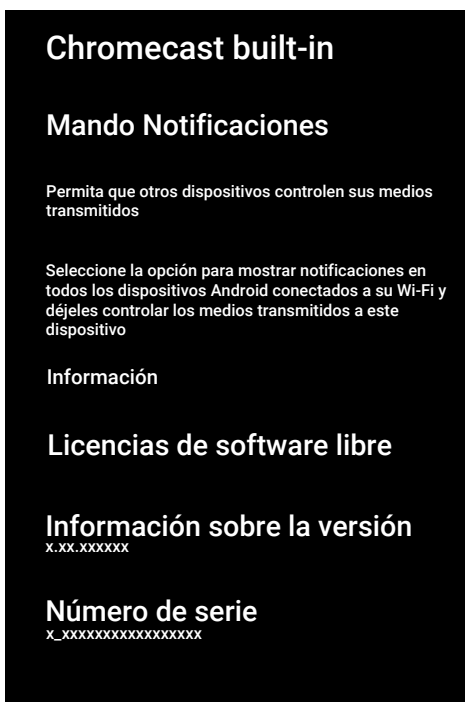 Chromecast built-in
Mando Notificaciones
Permita que otros dispositivos controlen sus medios
transmitidos
Seleccione la opción para mostrar notificaciones en
todos los dispositivos Android conectados a su Wi-Fi y
déjeles controlar los medios transmitidos a este
dispositivo
Información
Licencias de software libre
Información sobre la versión
x.xx.xxxxxx
Número de serie
x_xxxxxxxxxxxxxxxxx